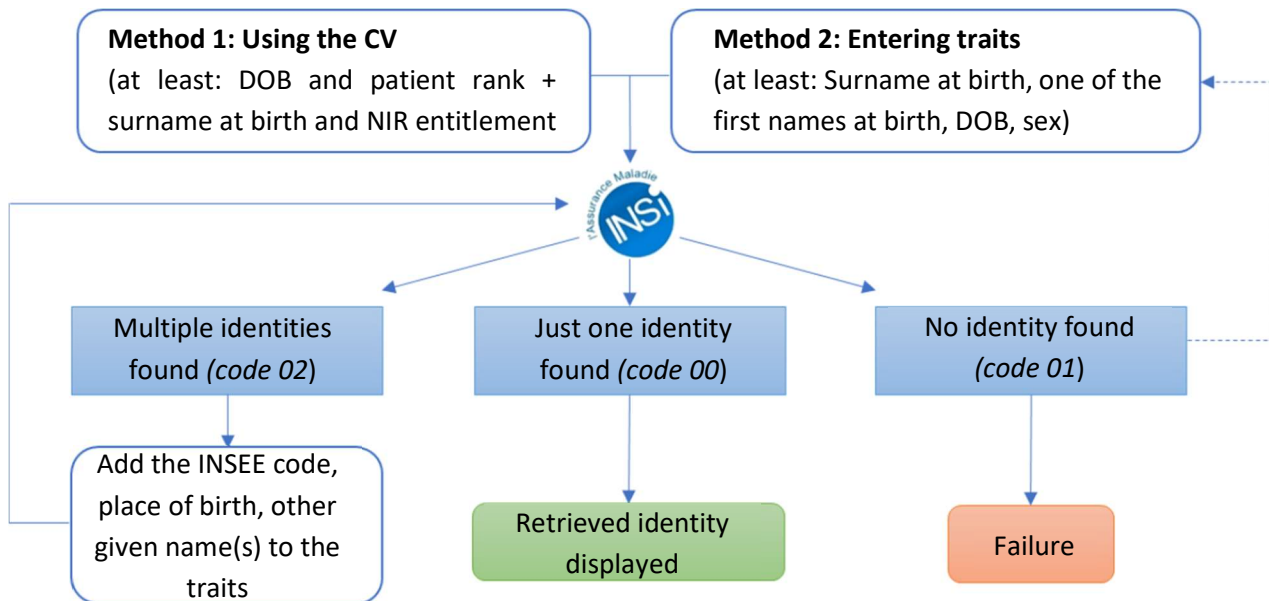 Method 1: Using the CV
(at least: DOB and patient rank +
surname at birth and NIR entitlement
Method 2: Entering traits
(at least: Surname at birth, one of the
first names at birth, DOB, sex)
l'Assurance Maladie
INSi
Multiple identities
found (code 02)
Just one identity
found (code 00)
No identity found
(code 01)
Add the INSEE code,
place of birth, other
given name(s) to the
traits
Retrieved identity
displayed
Failure